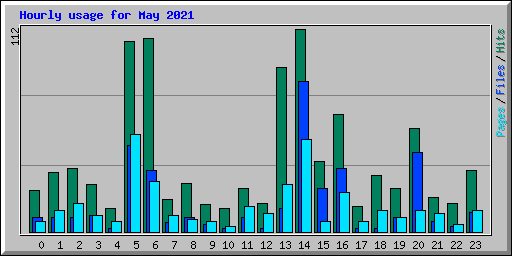 Hourly usage for May 2021
112
Pages / Files / Hits
0 1 2 3 4 5 6 7 8 9 10 11 12 13 14 15 16 17 18 19 20 21 22 23